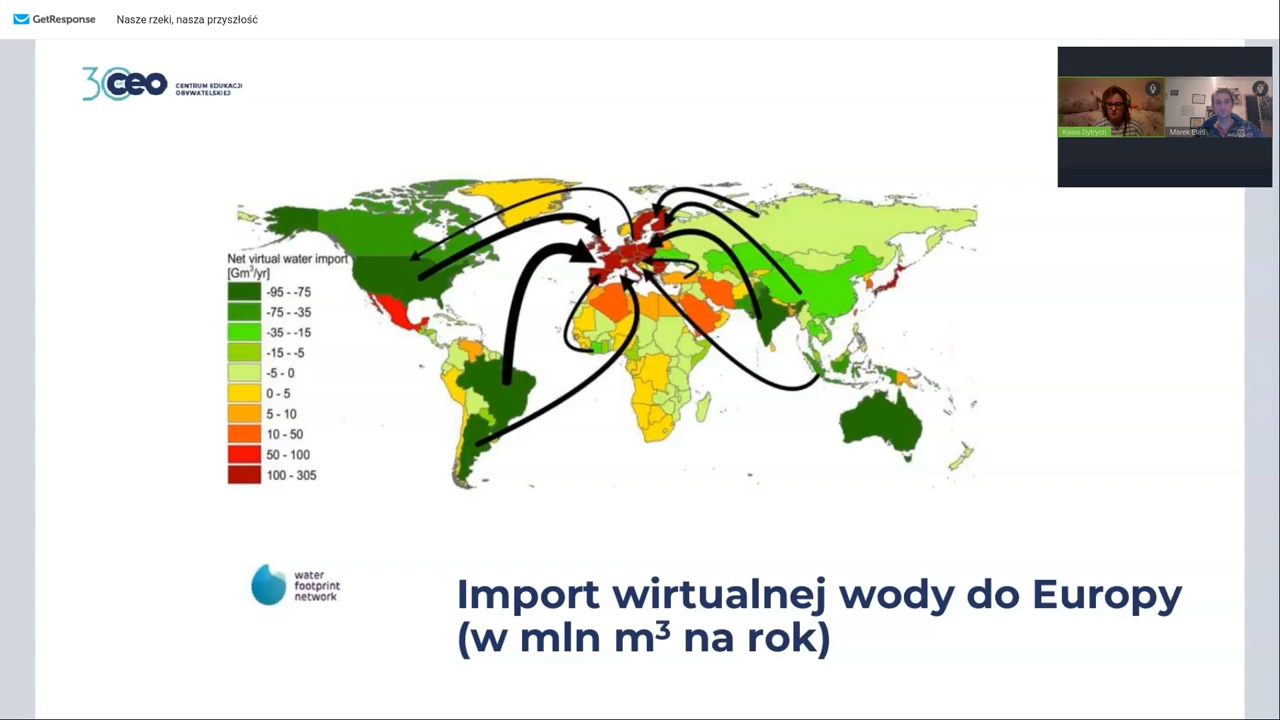 GetResponse
Nasze rzeki, nasza przyszłość
30 ceo
CENTRUM EDUKACJI
OBYWATELSKIEJ
Kasia Dytrych
Marek Elas
Net virtual water import
[Gm³/yr]
-95 - -75
-75 - -35
-35 - -15
-15 - -5
-5 - 0
0 - 5
5 - 10
10 - 50
50 - 100
100 - 305
water
footprint
network
Import wirtualnej wody do Europy
(w mln m³ na rok)